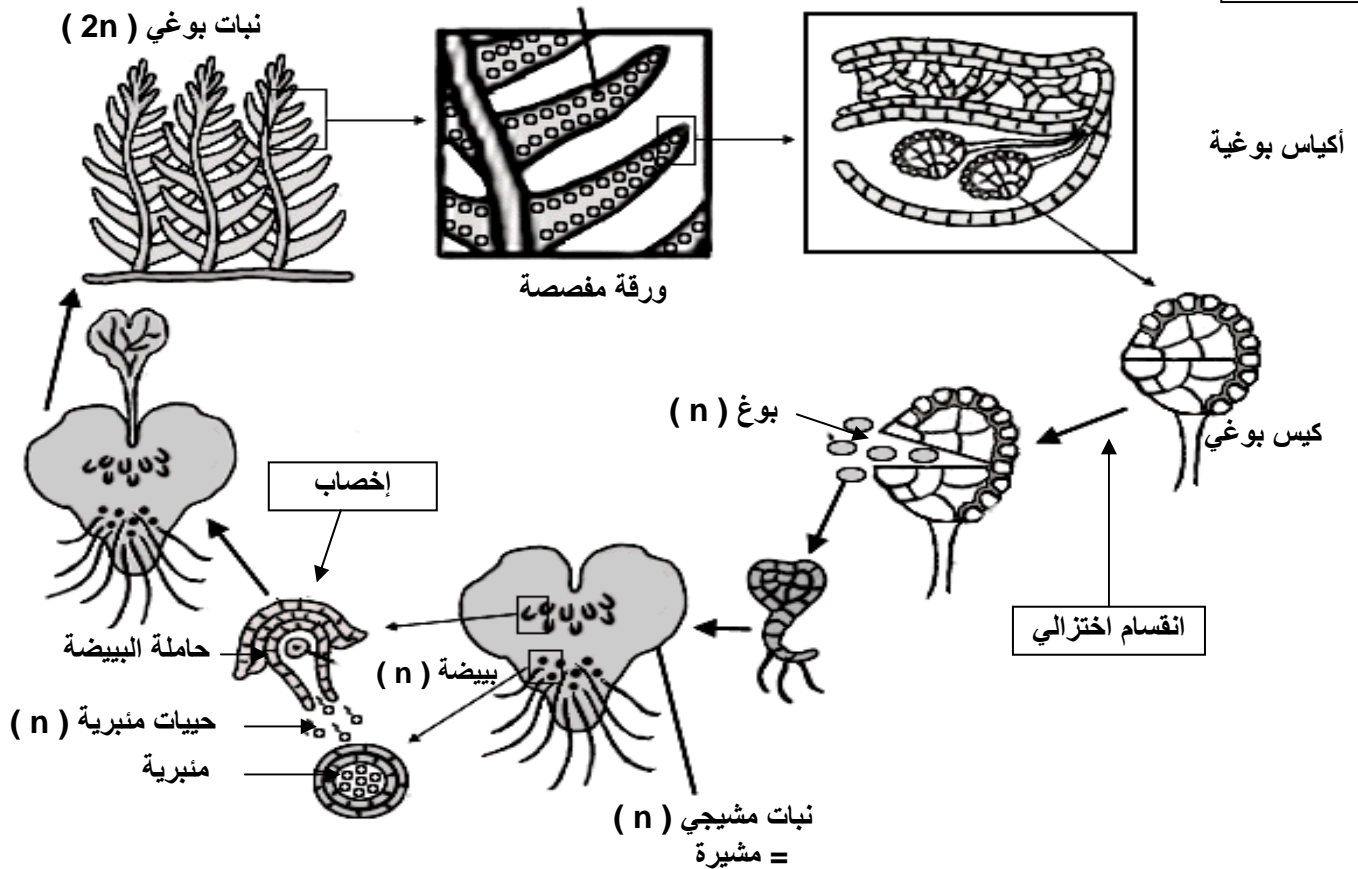 نبات بوغي ( 2n )
أكياس بوغية
ورقة مفصصة
بوغ ( n )
كيس بوغي
إخصاب
انقسام اختزالي
حاملة البييضة
بييضة ( n )
حييات مئبرية ( n )
مئبرية
نبات مشيجي ( n )
= مشيرة